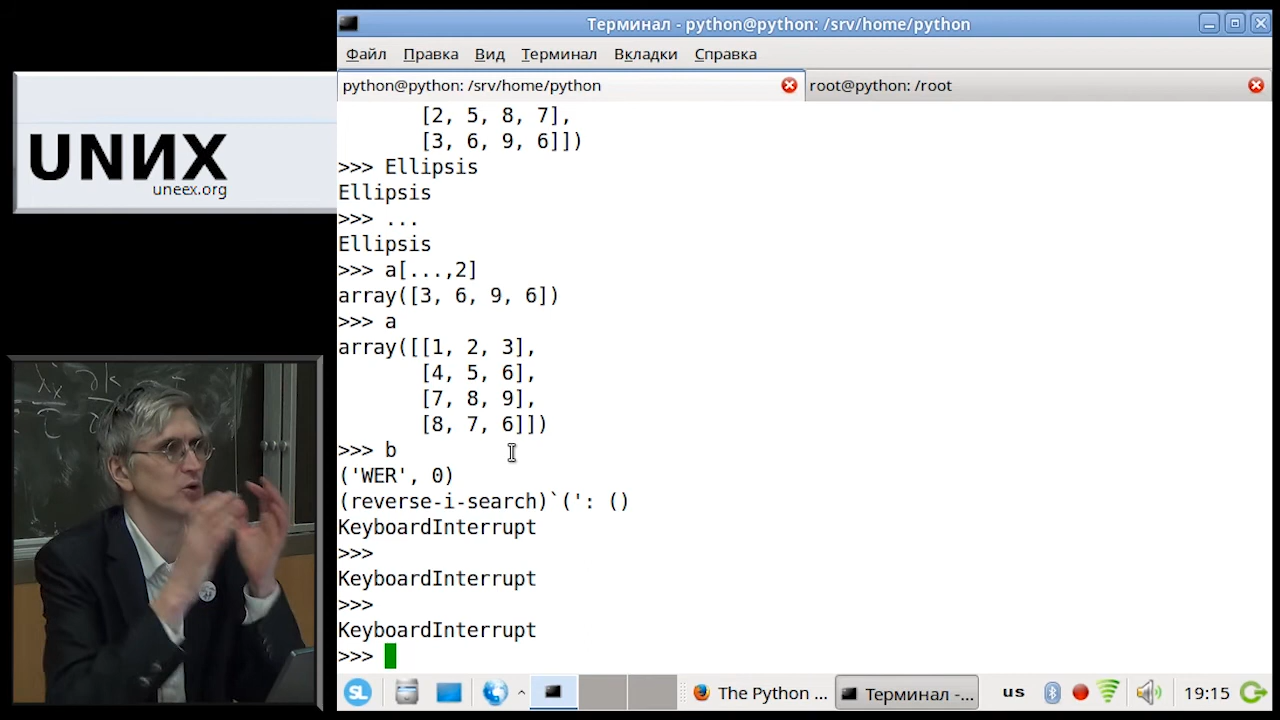 UNИX
uneex.org
Терминал - python@python: /srv/home/python
Файл Правка Вид Терминал Вкладки Справка
python@python: /srv/home/python root@python: /root
[2, 5, 8, 7],
[3, 6, 9, 6]])
>>> Ellipsis
Ellipsis
>>> ...
Ellipsis
>>> a[...,2]
array([3, 6, 9, 6])
>>> a
array([[1, 2, 3],
[4, 5, 6],
[7, 8, 9],
[8, 7, 6]])
>>> b
('WER', 0)
(reverse-i-search)`(': ()
KeyboardInterrupt
>>>
KeyboardInterrupt
>>>
KeyboardInterrupt
>>>
The Python ... Терминал -... us 19:15